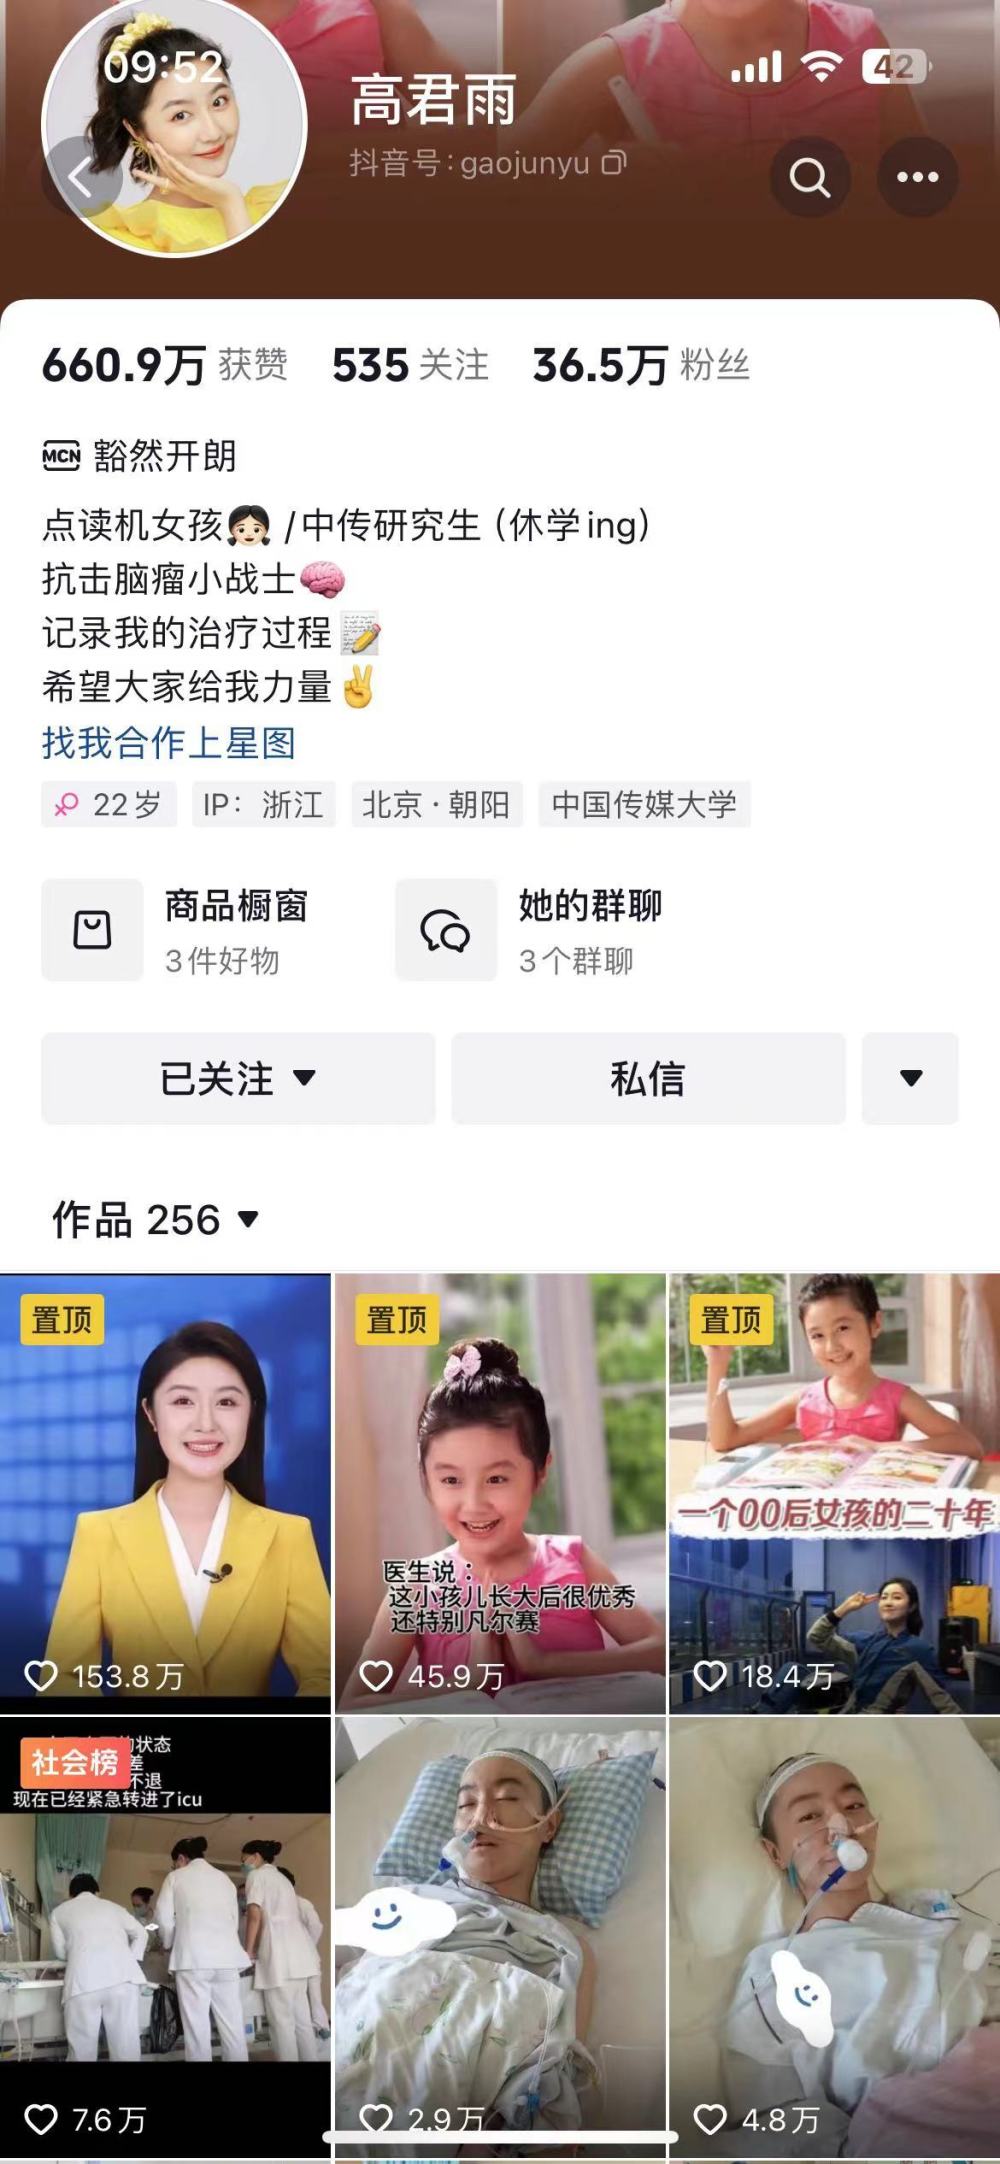 09:52
42
高君雨
抖音号:gaojunyu
660.9万 获赞 535 关注 36.5万 粉丝
MCN 豁然开朗
点读机女孩👧🏻 /中传研究生 (休学ing)
抗击脑瘤小战士🧠
记录我的治疗过程📝
希望大家给我力量✌️
找我合作上星图
22岁 IP: 浙江 北京·朝阳 中国传媒大学
商品橱窗
3件好物
她的群聊
3个群聊
已关注 私信
作品 256
置顶
153.8万
置顶
医生说:
这小孩儿长大后很优秀
还特别凡尔赛
45.9万
置顶
一个00后女孩的二十年
18.4万
社会榜
状态
差
不退
现在已经紧急转进了icu
7.6万
2.9万
4.8万